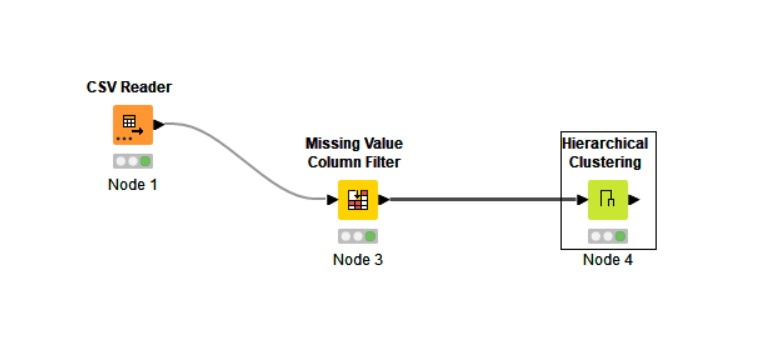 CSV Reader
Node 1
Missing Value
Column Filter
Node 3
Hierarchical
Clustering
Node 4